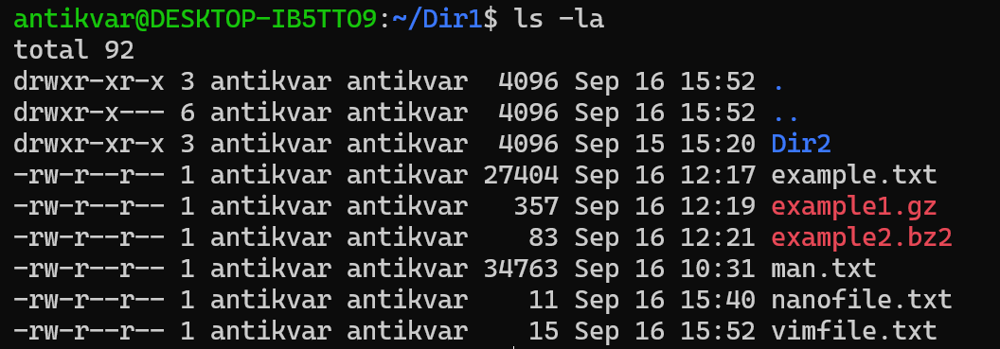 antikvar@DESKTOP-IB5TTO9:~/Dir1$ ls -la
total 92
drwxr-xr-x 3 antikvar antikvar  4096 Sep 16 15:52 .
drwxr-x--- 6 antikvar antikvar  4096 Sep 16 15:52 ..
drwxr-xr-x 3 antikvar antikvar  4096 Sep 15 15:20 Dir2
-rw-r--r-- 1 antikvar antikvar 27404 Sep 16 12:17 example.txt
-rw-r--r-- 1 antikvar antikvar   357 Sep 16 12:19 example1.gz
-rw-r--r-- 1 antikvar antikvar    83 Sep 16 12:21 example2.bz2
-rw-r--r-- 1 antikvar antikvar 34763 Sep 16 10:31 man.txt
-rw-r--r-- 1 antikvar antikvar    11 Sep 16 15:40 nanofile.txt
-rw-r--r-- 1 antikvar antikvar    15 Sep 16 15:52 vimfile.txt